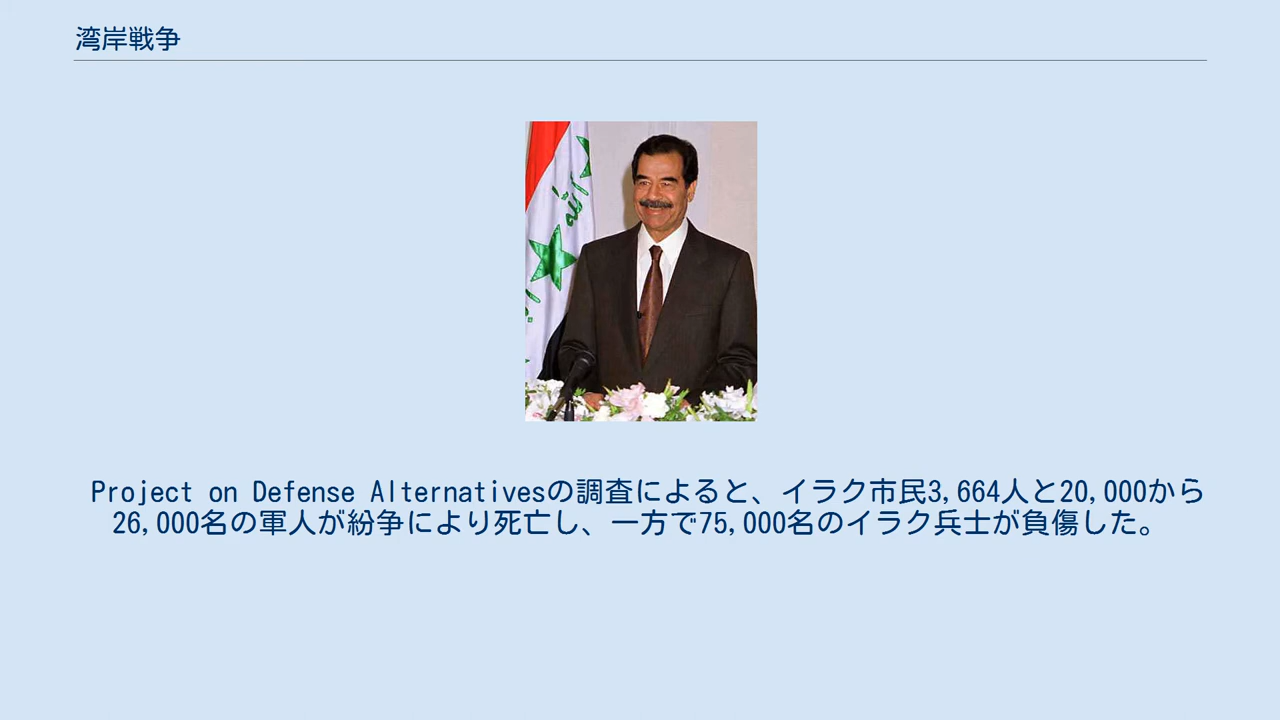 湾岸戦争
Project on Defense Alternativesの調査によると、イラク市民3,664人と20,000から
26,000名の軍人が紛争により死亡し、一方で75,000名のイラク兵士が負傷した。